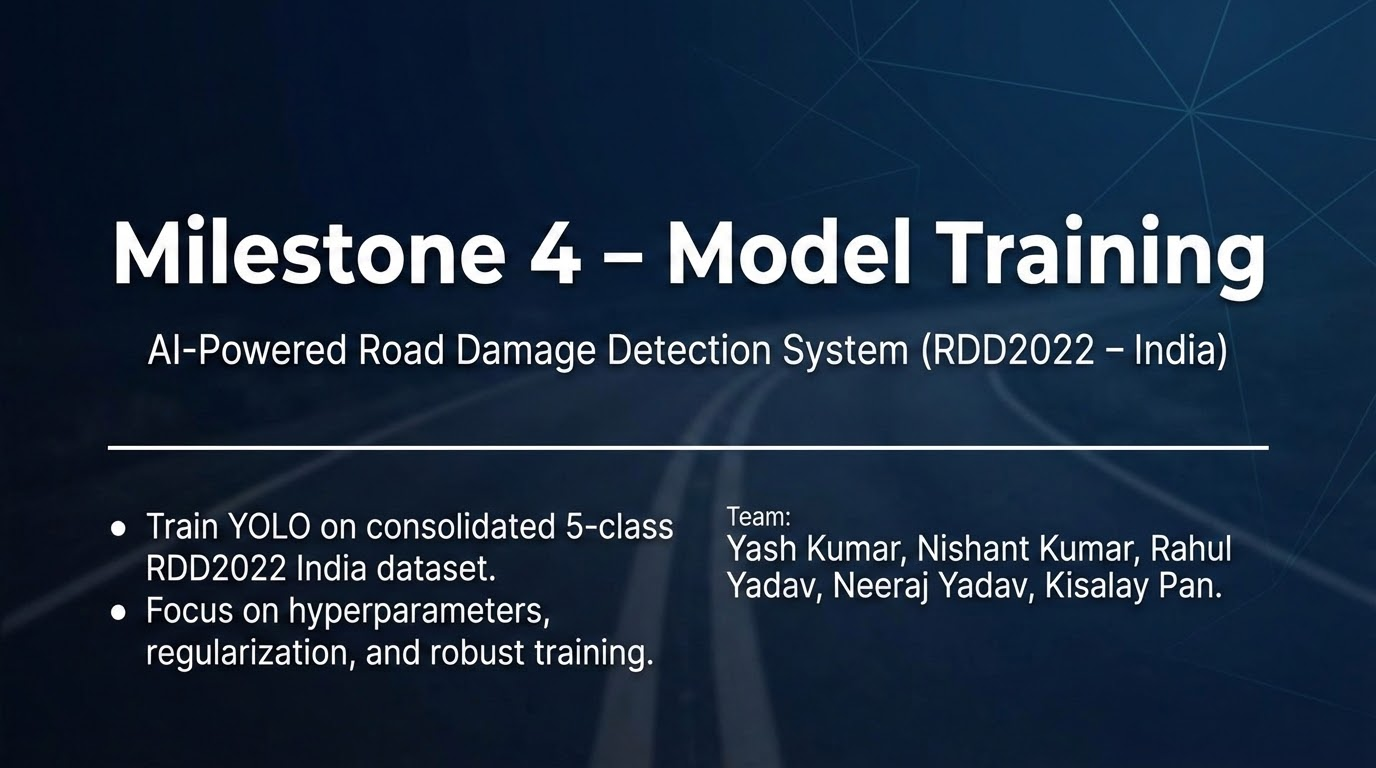 Milestone 4 – Model Training
AI-Powered Road Damage Detection System (RDD2022 – India)
● Train YOLO on consolidated 5-class
RDD2022 India dataset.
● Focus on hyperparameters,
regularization, and robust training.
Team:
Yash Kumar, Nishant Kumar, Rahul
Yadav, Neeraj Yadav, Kisalay Pan.